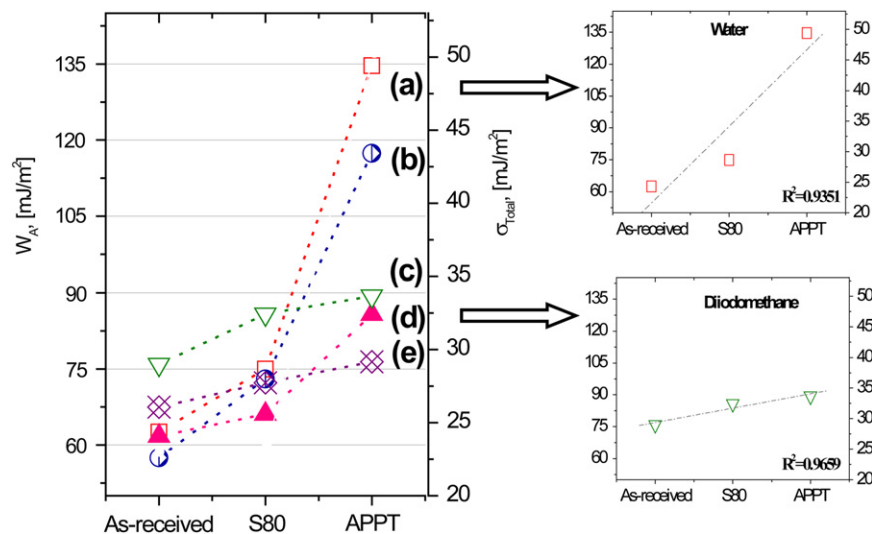 135
120
105
90
75
60
W_A, [mJ/m²]
As-received
S80
APPT
50
45
40
35
30
25
20
σ_Total, [mJ/m²]
(a)
(b)
(c)
(d)
(e)
Water
135
120
105
90
75
60
50
45
40
35
30
25
20
R²=0.9351
As-received
S80
APPT
Diiodomethane
135
120
105
90
75
60
50
45
40
35
30
25
20
R²=0.9659
As-received
S80
APPT